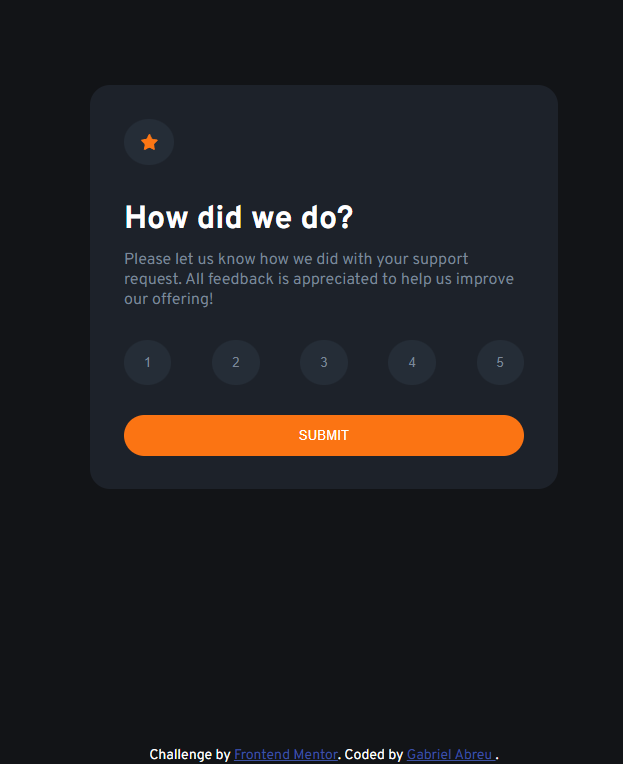 How did we do?
Please let us know how we did with your support
request. All feedback is appreciated to help us improve
our offering!
1 2 3 4 5
SUBMIT
Challenge by Frontend Mentor. Coded by Gabriel Abreu .